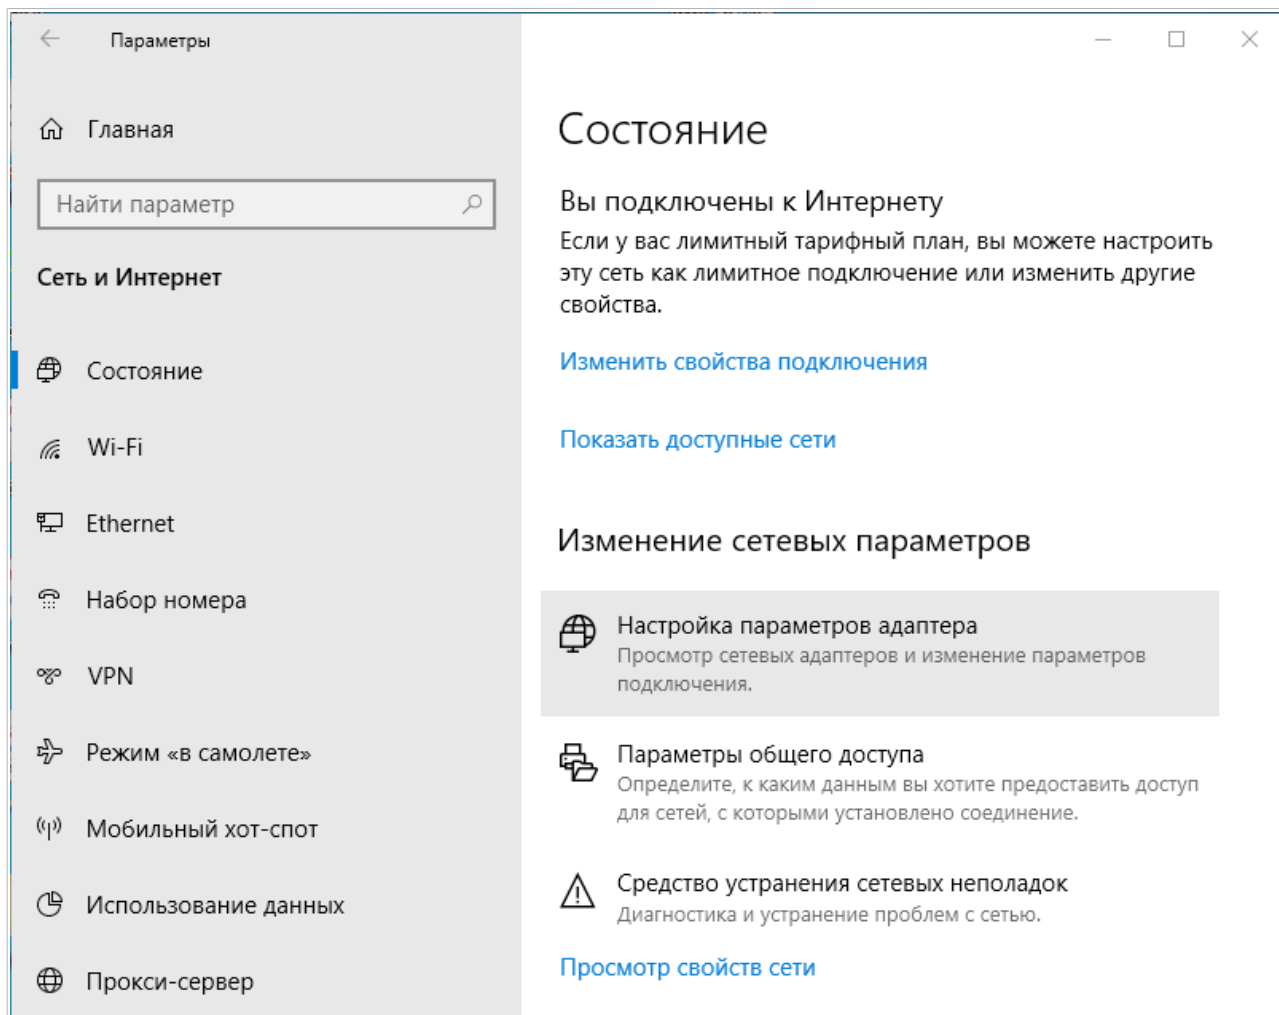 Параметры
Главная
Найти параметр
Сеть и Интернет
Состояние
Wi-Fi
Ethernet
Набор номера
VPN
Режим «в самолете»
Мобильный хот-спот
Использование данных
Прокси-сервер
Состояние
Вы подключены к Интернету
Если у вас лимитный тарифный план, вы можете настроить
эту сеть как лимитное подключение или изменить другие
свойства.
Изменить свойства подключения
Показать доступные сети
Изменение сетевых параметров
Настройка параметров адаптера
Просмотр сетевых адаптеров и изменение параметров
подключения.
Параметры общего доступа
Определите, к каким данным вы хотите предоставить доступ
для сетей, с которыми установлено соединение.
Средство устранения сетевых неполадок
Диагностика и устранение проблем с сетью.
Просмотр свойств сети